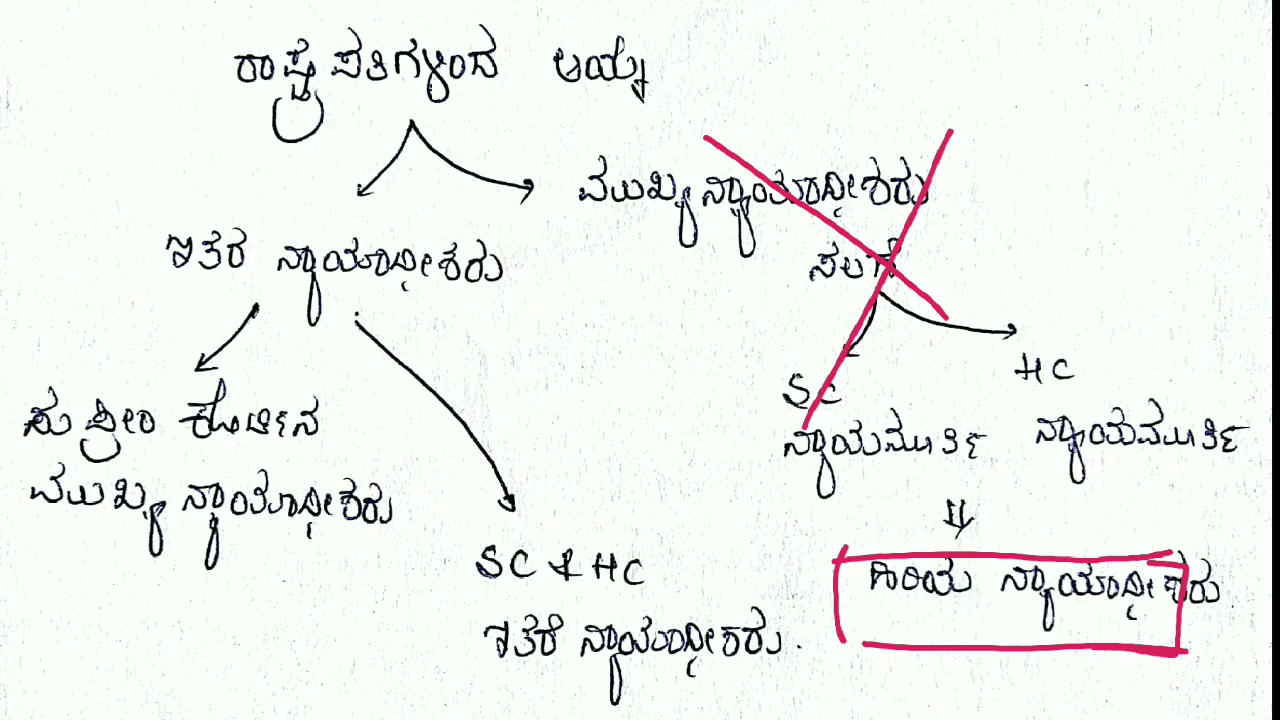 ರಾಷ್ಟ್ರಪತಿಗಳಿಂದ ಆಯ್ಕೆ
ಮುಖ್ಯ ನ್ಯಾಯಾಧೀಶರು
ಸಲಹೆ
ಇತರ ನ್ಯಾಯಾಧೀಶರು
SC
ನ್ಯಾಯಮೂರ್ತಿ
HC
ನ್ಯಾಯಮೂರ್ತಿ
ಸುಪ್ರೀಂ ಕೋರ್ಟಿನ
ಮುಖ್ಯ ನ್ಯಾಯಾಧೀಶರು
SC & HC
ಇತರೆ ನ್ಯಾಯಾಧೀಶರು.
ಹಿರಿಯ ನ್ಯಾಯಾಧೀಶರು